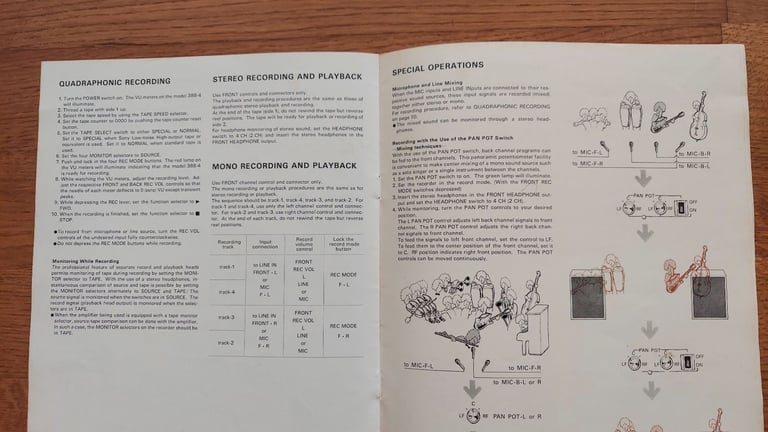 QUADRAPHONIC RECORDING
1. Turn the POWER switch on. The VU meters on the model 388-4
will illuminate.
2. Thread a tape with side 1 up.
3. Select the tape speed by using the TAPE SPEED selector.
4. Set the tape counter to 0000 by pushing the tape counter reset
button.
5. Set the TAPE SELECT switch to either SPECIAL or NORMAL.
Set it to SPECIAL when Sony Low-noise High-output tape or
equivalent is used. Set it to NORMAL when standard tape is
used.
6. Set the four MONITOR selectors to SOURCE.
7. Push and lock in the four REC MODE buttons. The red lamp on
the VU meters will illuminate indicating that the model 388-4
is ready for recording.
8. While watching the VU meters, adjust the recording level. Ad-
just the respective FRONT and BACK REC VOL controls so that
the needle of each meter deflects to 0 (zero) VU except transient
peaks.
9. While depressing the REC lever, set the function selector to ▶
FWD.
10. When the recording is finished, set the function selector to ■
STOP.
●To record from microphone or line source, turn the REC VOL
controls of the undesired input fully counterclockwise.
●Do not depress the REC MODE buttons while recording.
Monitoring While Recording
The professional feature of separate record and playback heads
permits monitoring of tape during recording by setting the MONI-
TOR selector to TAPE. With the use of a stereo headphones, in-
stantaneous comparison of source and tape is possible by setting
the MONITOR selectors alternately to SOURCE and TAPE. The
source signal is monitored when the switches are in SOURCE. The
record signal (playback head output) is monitored when the selec-
tors are in TAPE.
●When the amplifier being used is equipped with a tape monitor
selector, source-tape comparison can be done with the amplifier.
In such a case, the MONITOR selectors on the recorder should be
in TAPE.
STEREO RECORDING AND PLAYBACK
Use FRONT controls and connectors only.
The playback and recording procedures are the same as those of
quadraphonic stereo playback and recording.
At the end of the tape (side 1), do not rewind the tape but reverse
reel positions. The tape will be ready for playback or recording of
side 2.
For headphone monitoring of stereo sound, set the HEADPHONE
switch to 4 CH (2 CH) and insert the stereo headphones in the
FRONT HEADPHONE output.
MONO RECORDING AND PLAYBACK
Use FRONT channel control and connector only.
The mono recording or playback procedures are the same as for
stereo recording or playback.
The sequence should be track-1, track-4, track-3, and track-2. For
track-1 and track-4, use only the left channel control and connec-
tor. For track-2 and track-3 use right channel control and connec-
tor. At the end of each track, do not rewind the tape but reverse
reel positions.
Recording track Input connection Record volume control Lock the record mode button
track-1
track-4
to LINE IN
FRONT - L
or
MIC
F - L
FRONT
REC VOL
L
LINE
or
MIC
REC MODE
F - L
track-3
track-2
to LINE IN
FRONT - R
or
MIC
F - R
FRONT
REC VOL
L
LINE
or
MIC
REC MODE
F - R
SPECIAL OPERATIONS
Microphone and Line Mixing
When the MIC inputs and LINE INputs are connected to their res-
pective sound sources, these input signals are recorded (mixed)
together either stereo or mono.
For recording procedure, refer to QUADRAPHONIC RECORDING
on page 10.
●The mixed sound can be monitored through a stereo head-
phones.
Recording with the Use of the PAN POT Switch
-Mixing techniques-
With the use of the PAN POT switch, back channel programs can
be fed to the front channels. This panoramic potentiometer facility
is convenient to make center miking of a mono sound source such
as a solo singer or a single instrument between the channels.
1. Set the PAN POT switch to on. The green lamp will illuminate.
2. Set the recorder in the record mode. (With the FRONT REC
MODE switches depressed)
3. Insert the stereo headphones in the FRONT HEADPHONE out-
put and set the HEADPHONE switch to 4 CH (2 CH).
4. While monitoring, turn the PAN POT controls to your desired
position.
The L PAN POT control adjusts left back channel signals to front
channel. The R PAN POT control adjusts the right back chan-
nel signals to front channel.
To feed the signals to left front channel, set the control to LF.
To feed them to the center position of the front channel, set it
to C. RF position indicates right front position. The PAN POT
controls can be moved continuously.
to MIC-F-L
to MIC-F-R
to MIC-B-L or R
C
LF RF PAN POT-L or R
to MIC-F-L
to MIC-F-R
to MIC-B-R
to MIC-B-L
PAN POT
LF RF LF RF
OFF
ON
PAN POT
LF RF LF RF
OFF
ON